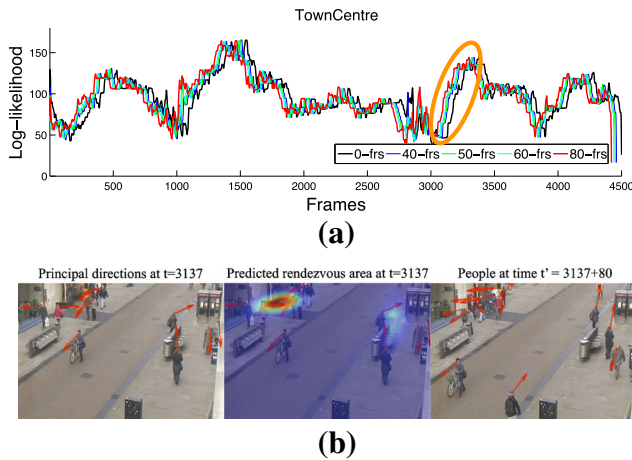 TownCentre
Log−likelihood
150
100
50
0
0−frs 40−frs 50−frs 60−frs 80−frs
500 1000 1500 2000 2500 3000 3500 4000 4500
Frames
(a)
Principal directions at t=3137 Predicted rendezvous area at t=3137 People at time t' = 3137+80
(b)